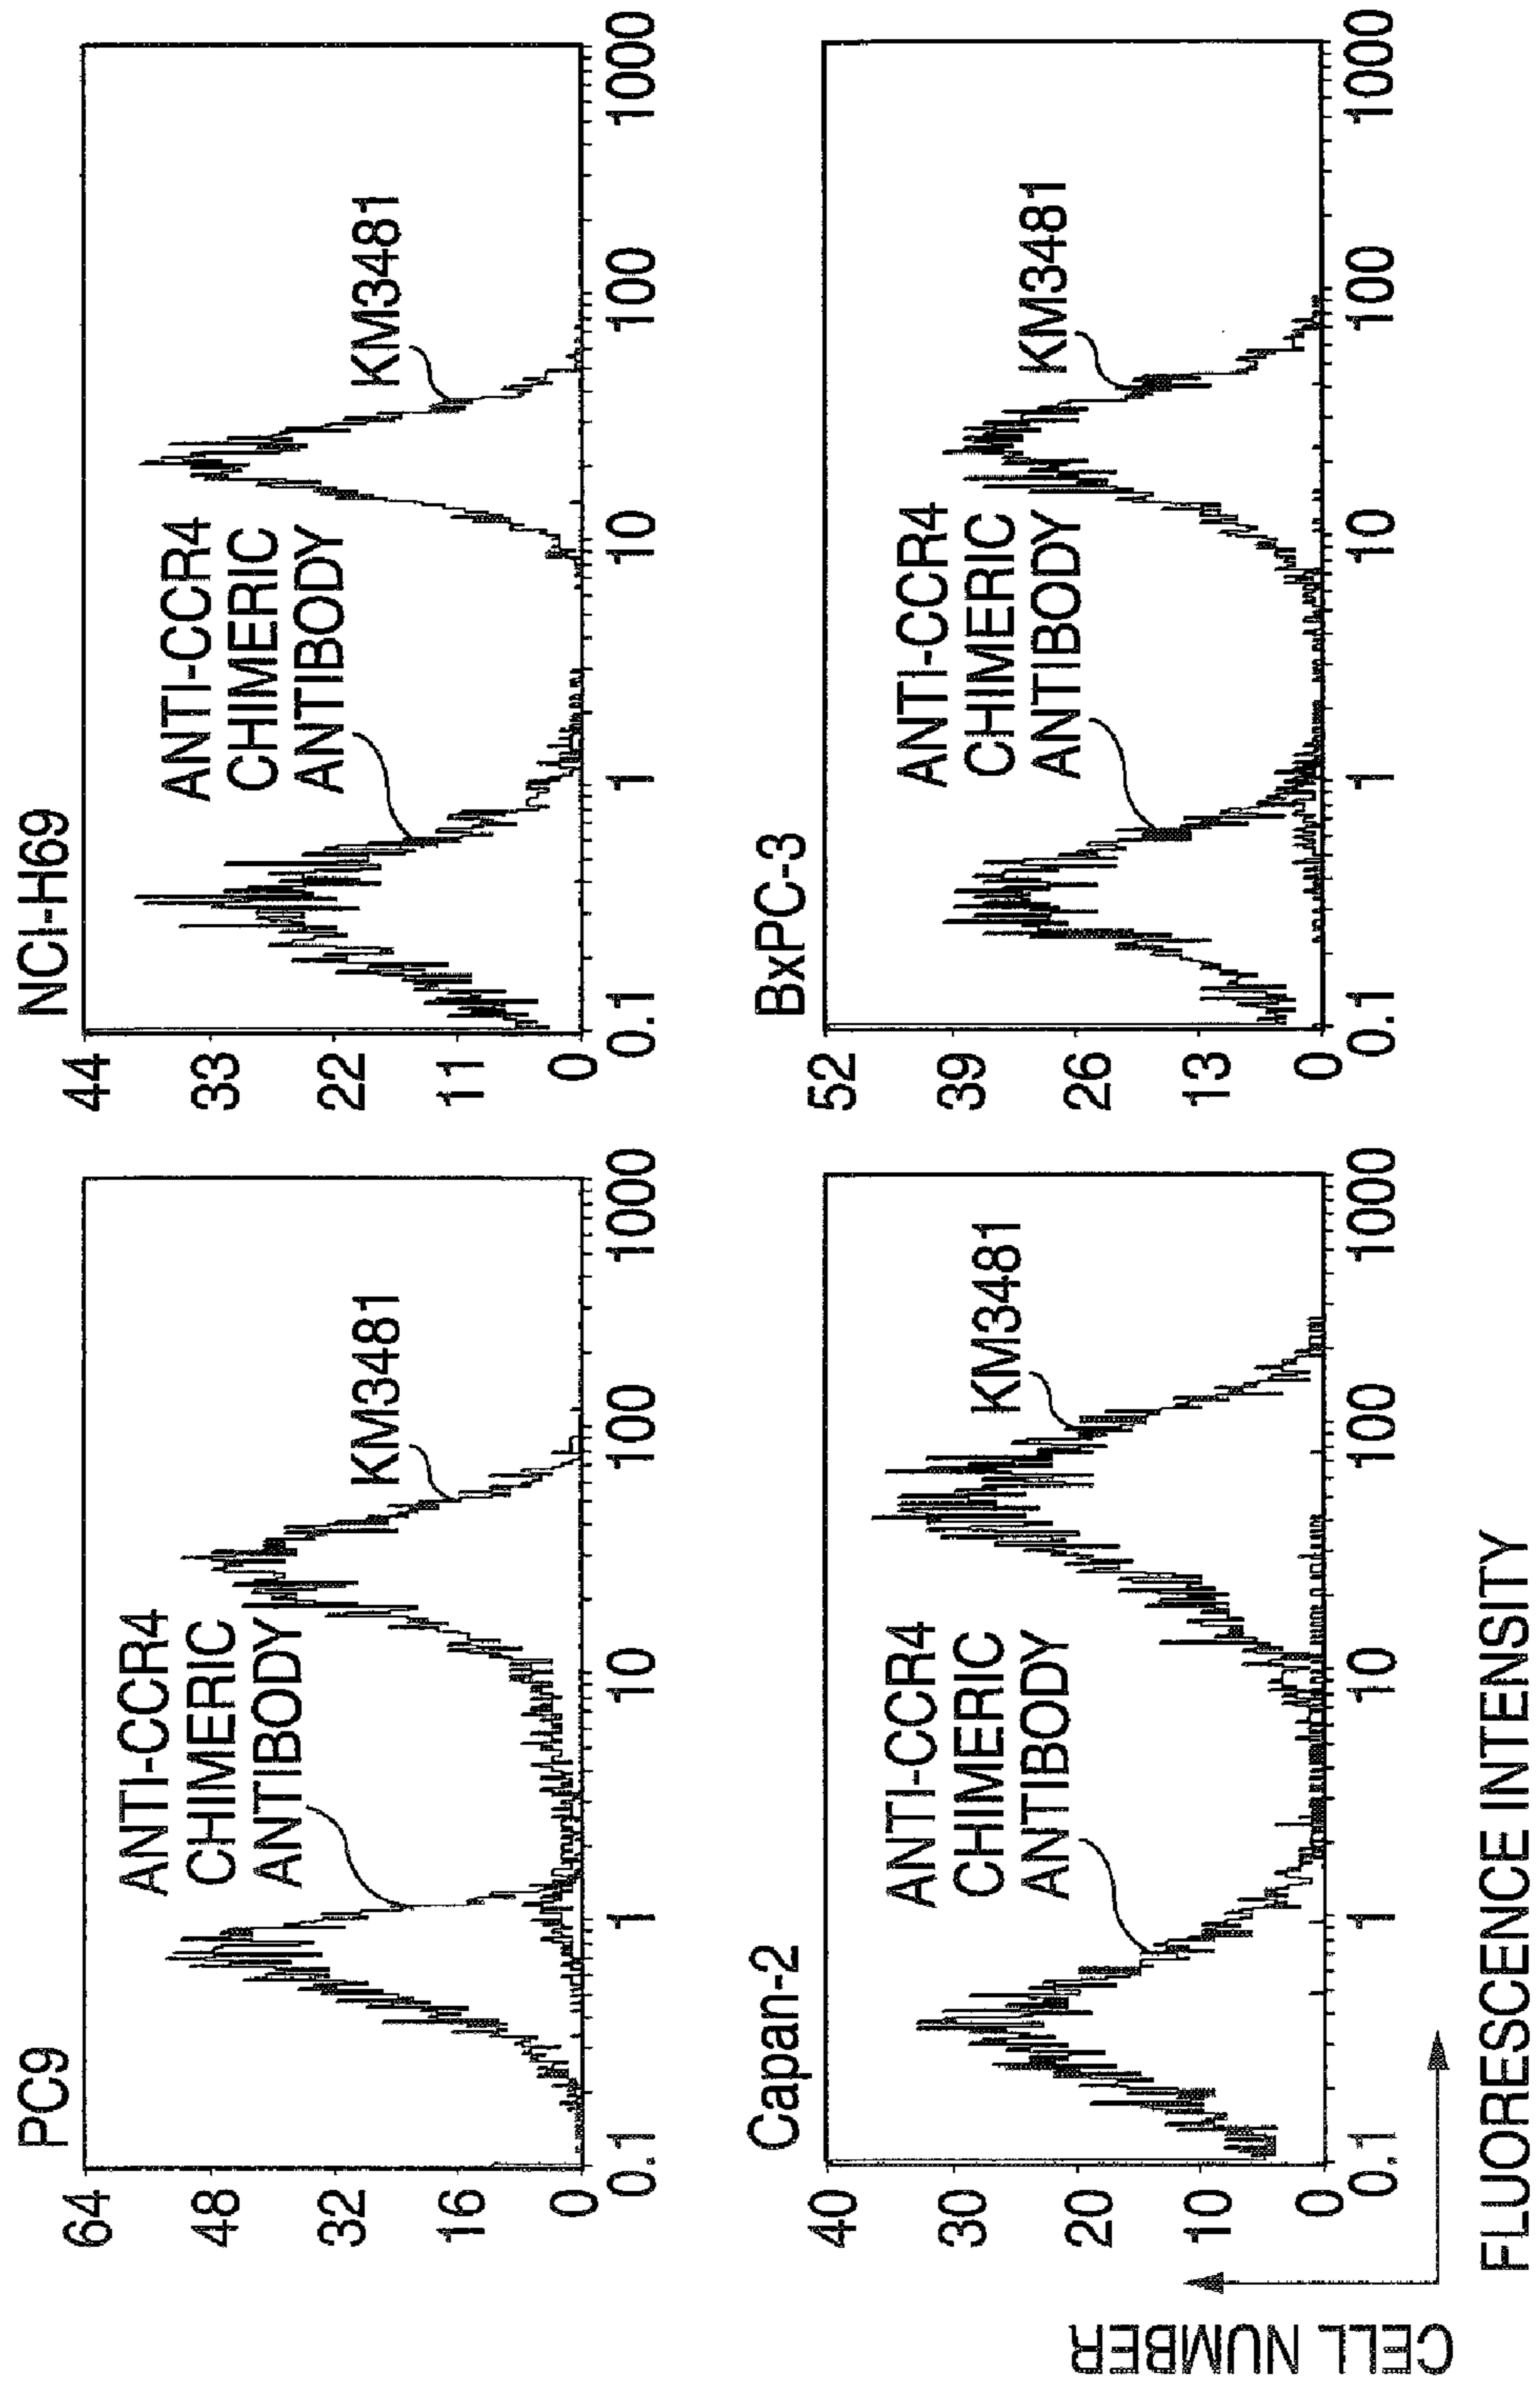 PC9
64
48
32
16
0
0.1
1
10
100
1000
ANTI-CCR4
CHIMERIC
ANTIBODY
KM3481
NCI-H69
44
33
22
11
0
0.1
1
10
100
1000
ANTI-CCR4
CHIMERIC
ANTIBODY
KM3481
Capan-2
40
30
20
10
0
0.1
1
10
100
1000
ANTI-CCR4
CHIMERIC
ANTIBODY
KM3481
BxPC-3
52
39
26
13
0
0.1
1
10
100
1000
ANTI-CCR4
CHIMERIC
ANTIBODY
KM3481
CELL NUMBER
FLUORESCENCE INTENSITY